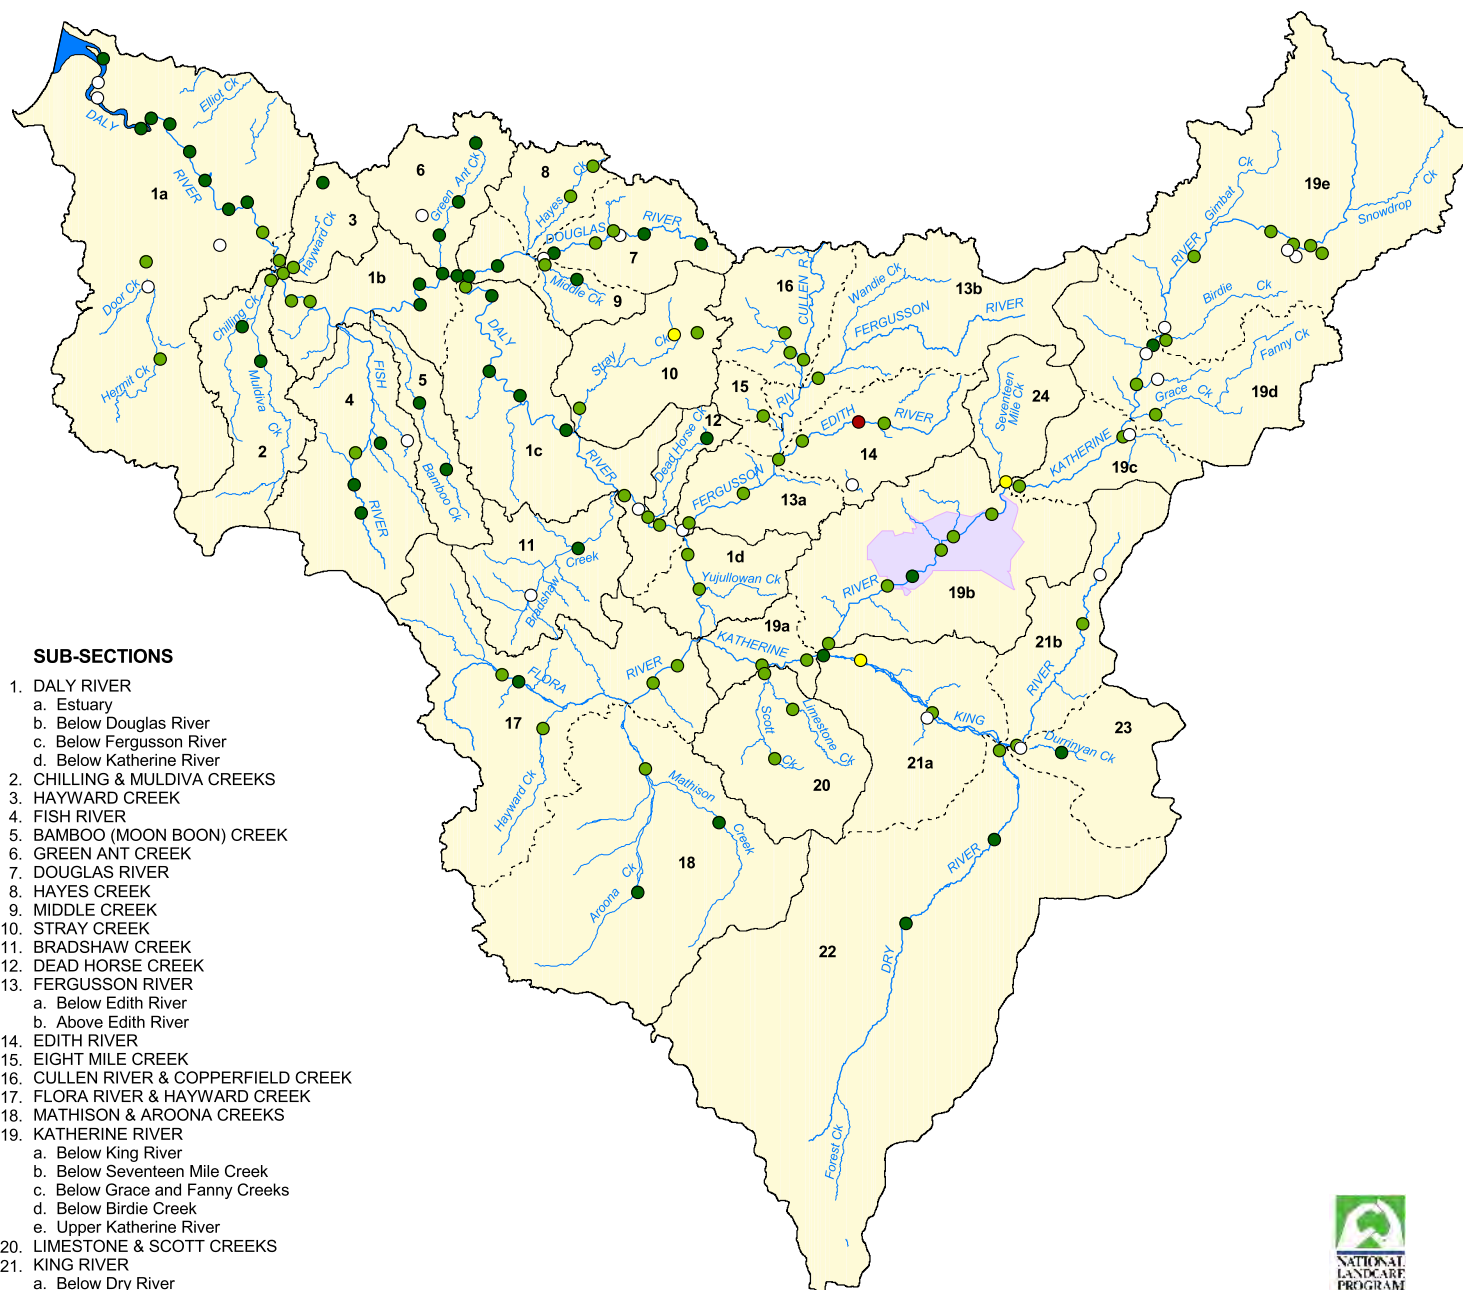 Elliot Ck
DALY
RIVER
1a
6
Green Ant Ck
8
Hayes Ck
DOUGLAS RIVER
7
3
Hayward Ck
1b
Middle Ck
9
16
CULLEN R
Wandie Ck
13b
FERGUSSON RIVER
Gimbat Ck
RIVER
19e
Snowdrop Ck
Birdie Ck
Fanny Ck
Grace Ck
19d
Door Ck
Hermit Ck
Chilling Ck
Muldiva Ck
2
FISH
4
RIVER
5
Bamboo Ck
DALY
1c
RIVER
Stray Ck
10
15
RIV
12
Dead Horse Ck
EDITH RIVER
14
Seventeen
Mile Ck
24
KATHERINE
19c
FERGUSSON
13a
11
Bradshaw Creek
1d
Yujullowan Ck
RIVER
19b
19a
KATHERINE
21b
RIVER
FLORA RIVER
17
Hayward Ck
Scott Ck
Limestone Ck
20
KING
21a
Durrinyan Ck
23
Mathison Creek
18
Aroona Ck
DRY RIVER
22
Forest Ck
SUB-SECTIONS
1. DALY RIVER
a. Estuary
b. Below Douglas River
c. Below Fergusson River
d. Below Katherine River
2. CHILLING & MULDIVA CREEKS
3. HAYWARD CREEK
4. FISH RIVER
5. BAMBOO (MOON BOON) CREEK
6. GREEN ANT CREEK
7. DOUGLAS RIVER
8. HAYES CREEK
9. MIDDLE CREEK
10. STRAY CREEK
11. BRADSHAW CREEK
12. DEAD HORSE CREEK
13. FERGUSSON RIVER
a. Below Edith River
b. Above Edith River
14. EDITH RIVER
15. EIGHT MILE CREEK
16. CULLEN RIVER & COPPERFIELD CREEK
17. FLORA RIVER & HAYWARD CREEK
18. MATHISON & AROONA CREEKS
19. KATHERINE RIVER
a. Below King River
b. Below Seventeen Mile Creek
c. Below Grace and Fanny Creeks
d. Below Birdie Creek
e. Upper Katherine River
20. LIMESTONE & SCOTT CREEKS
21. KING RIVER
a. Below Dry River
NATIONAL
LANDCARE
PROGRAM